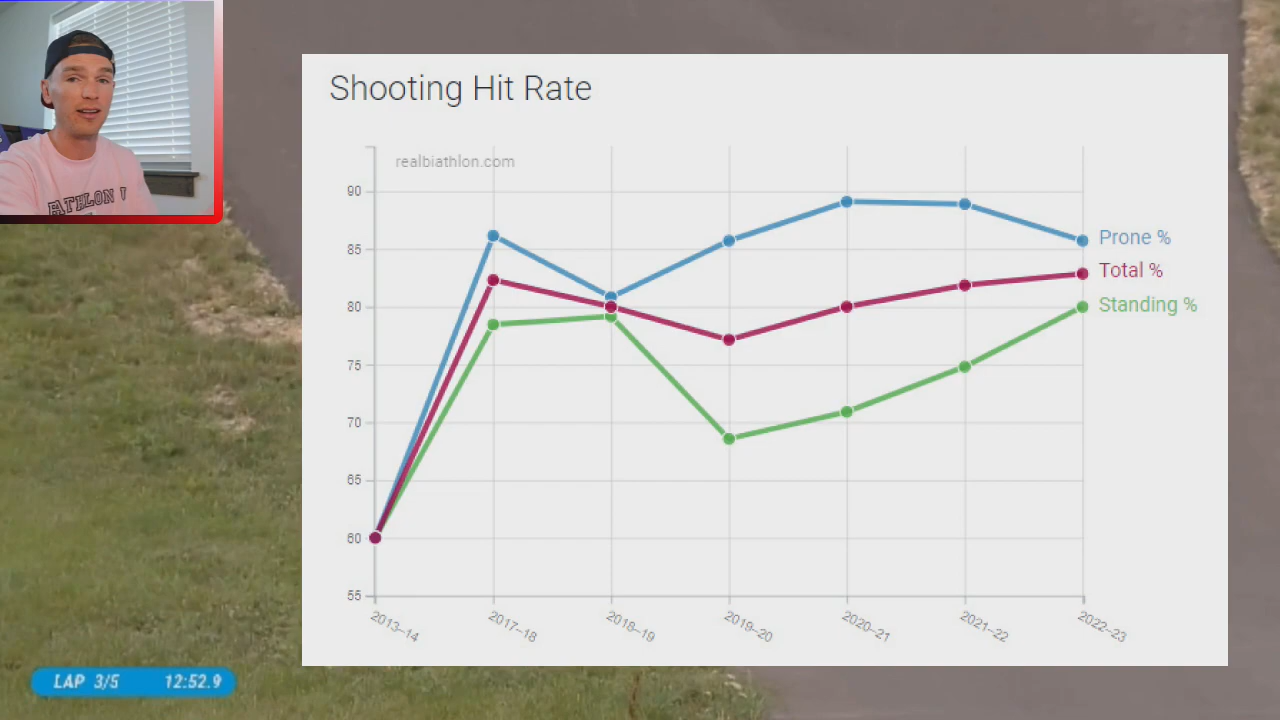 ATHLON U
Shooting Hit Rate
realbiathlon.com
90
85
80
75
70
65
60
55
Prone %
Total %
Standing %
2013–14
2017–18
2018–19
2019–20
2020–21
2021–22
2022–23
LAP 3/5 12:52.9